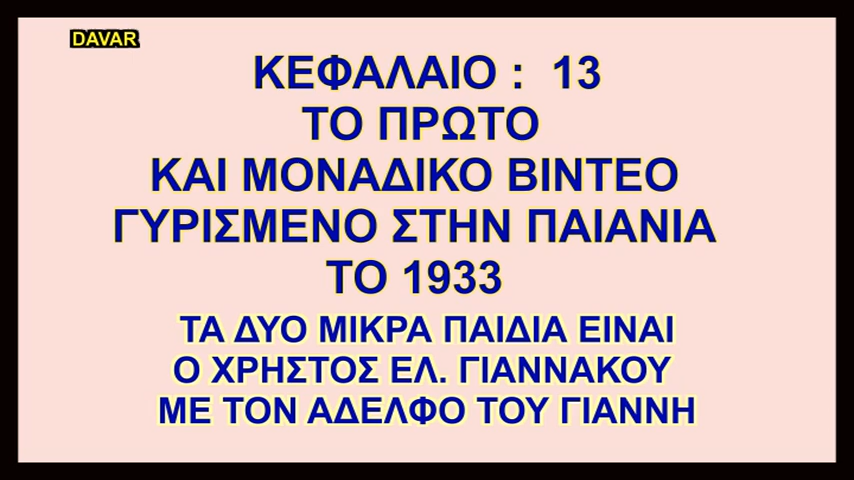 DAVAR
ΚΕΦΑΛΑΙΟ : 13
ΤΟ ΠΡΩΤΟ
ΚΑΙ ΜΟΝΑΔΙΚΟ ΒΙΝΤΕΟ
ΓΥΡΙΣΜΕΝΟ ΣΤΗΝ ΠΑΙΑΝΙΑ
ΤΟ 1933
ΤΑ ΔΥΟ ΜΙΚΡΑ ΠΑΙΔΙΑ ΕΙΝΑΙ
Ο ΧΡΗΣΤΟΣ ΕΛ. ΓΙΑΝΝΑΚΟΥ
ΜΕ ΤΟΝ ΑΔΕΛΦΟ ΤΟΥ ΓΙΑΝΝΗ